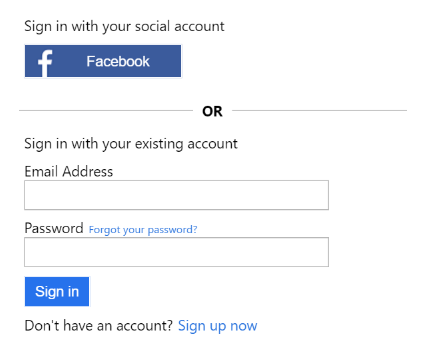 Sign in with your social account
Facebook
OR
Sign in with your existing account
Email Address
Password Forgot your password?
Sign in
Don't have an account? Sign up now